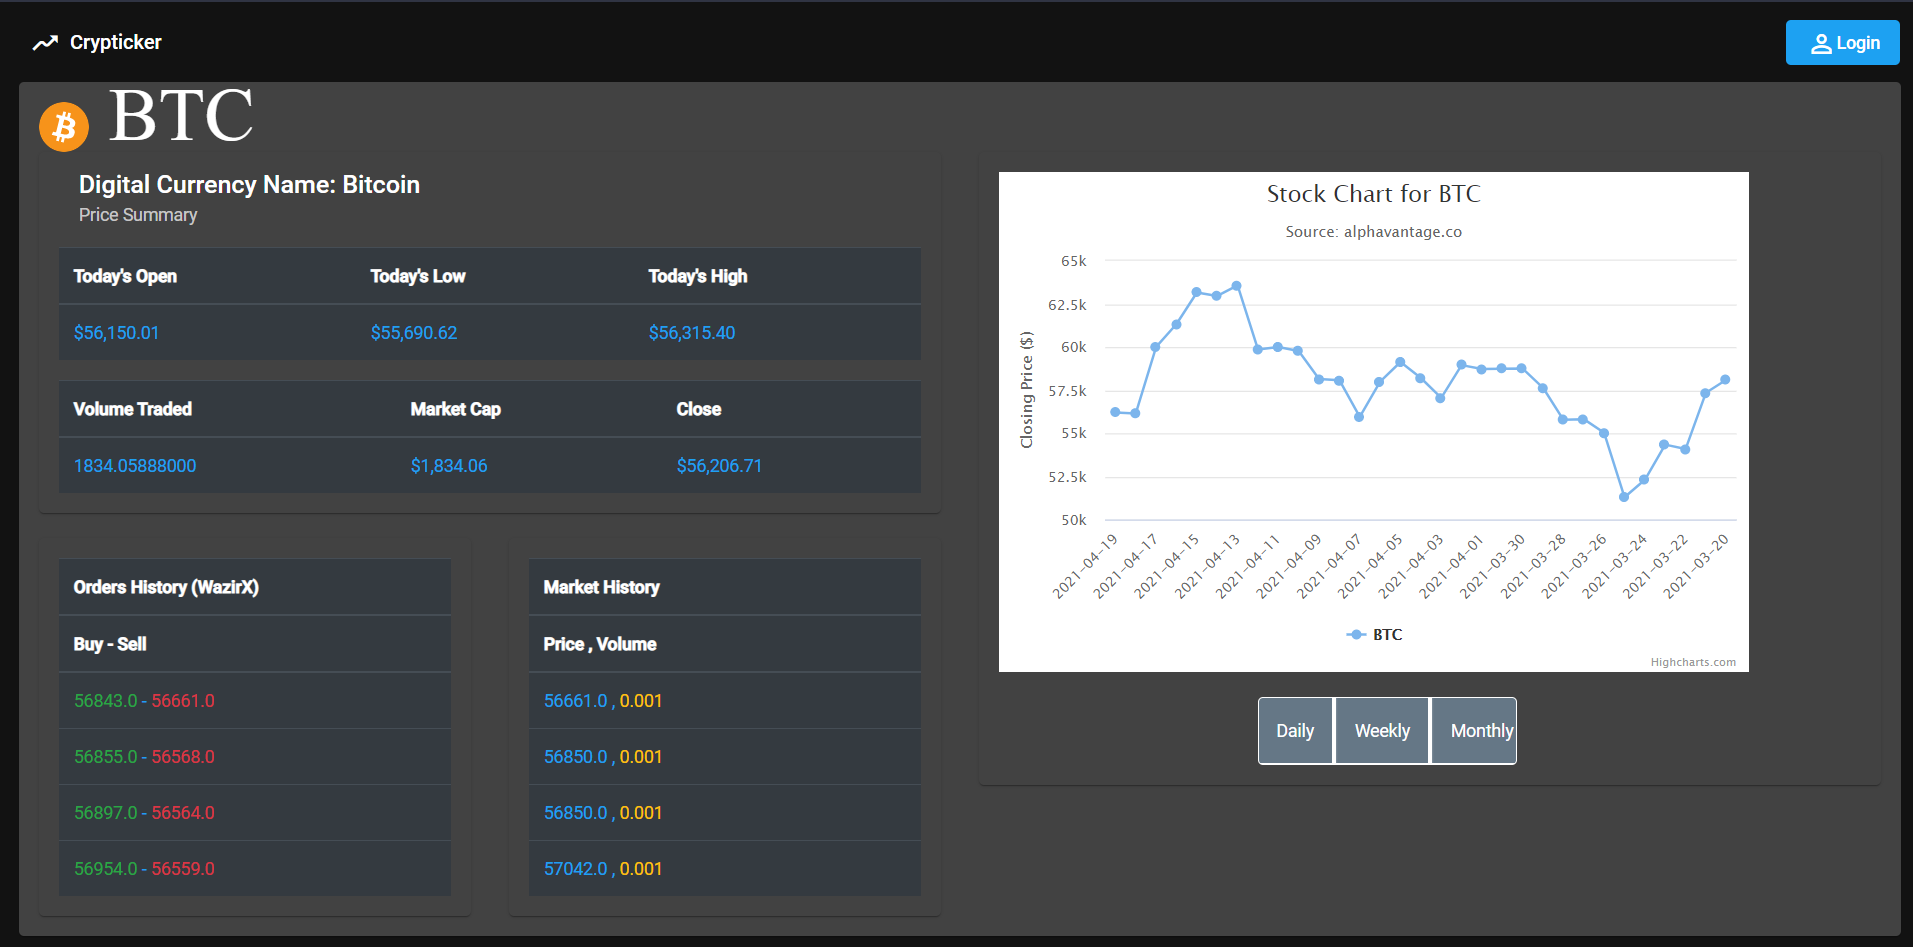 Crypticker
Login
BTC
Digital Currency Name: Bitcoin
Price Summary
Today's Open Today's Low Today's High
$56,150.01 $55,690.62 $56,315.40
Volume Traded Market Cap Close
1834.05888000 $1,834.06 $56,206.71
Orders History (WazirX)
Buy - Sell
56843.0 - 56661.0
56855.0 - 56568.0
56897.0 - 56564.0
56954.0 - 56559.0
Market History
Price , Volume
56661.0 , 0.001
56850.0 , 0.001
56850.0 , 0.001
57042.0 , 0.001
Stock Chart for BTC
Source: alphavantage.co
Closing Price ($)
65k
62.5k
60k
57.5k
55k
52.5k
50k
2021-04-19 2021-04-17 2021-04-15 2021-04-13 2021-04-11 2021-04-09 2021-04-07 2021-04-05 2021-04-03 2021-04-01 2021-03-30 2021-03-28 2021-03-26 2021-03-24 2021-03-22 2021-03-20
BTC
Highcharts.com
Daily Weekly Monthly